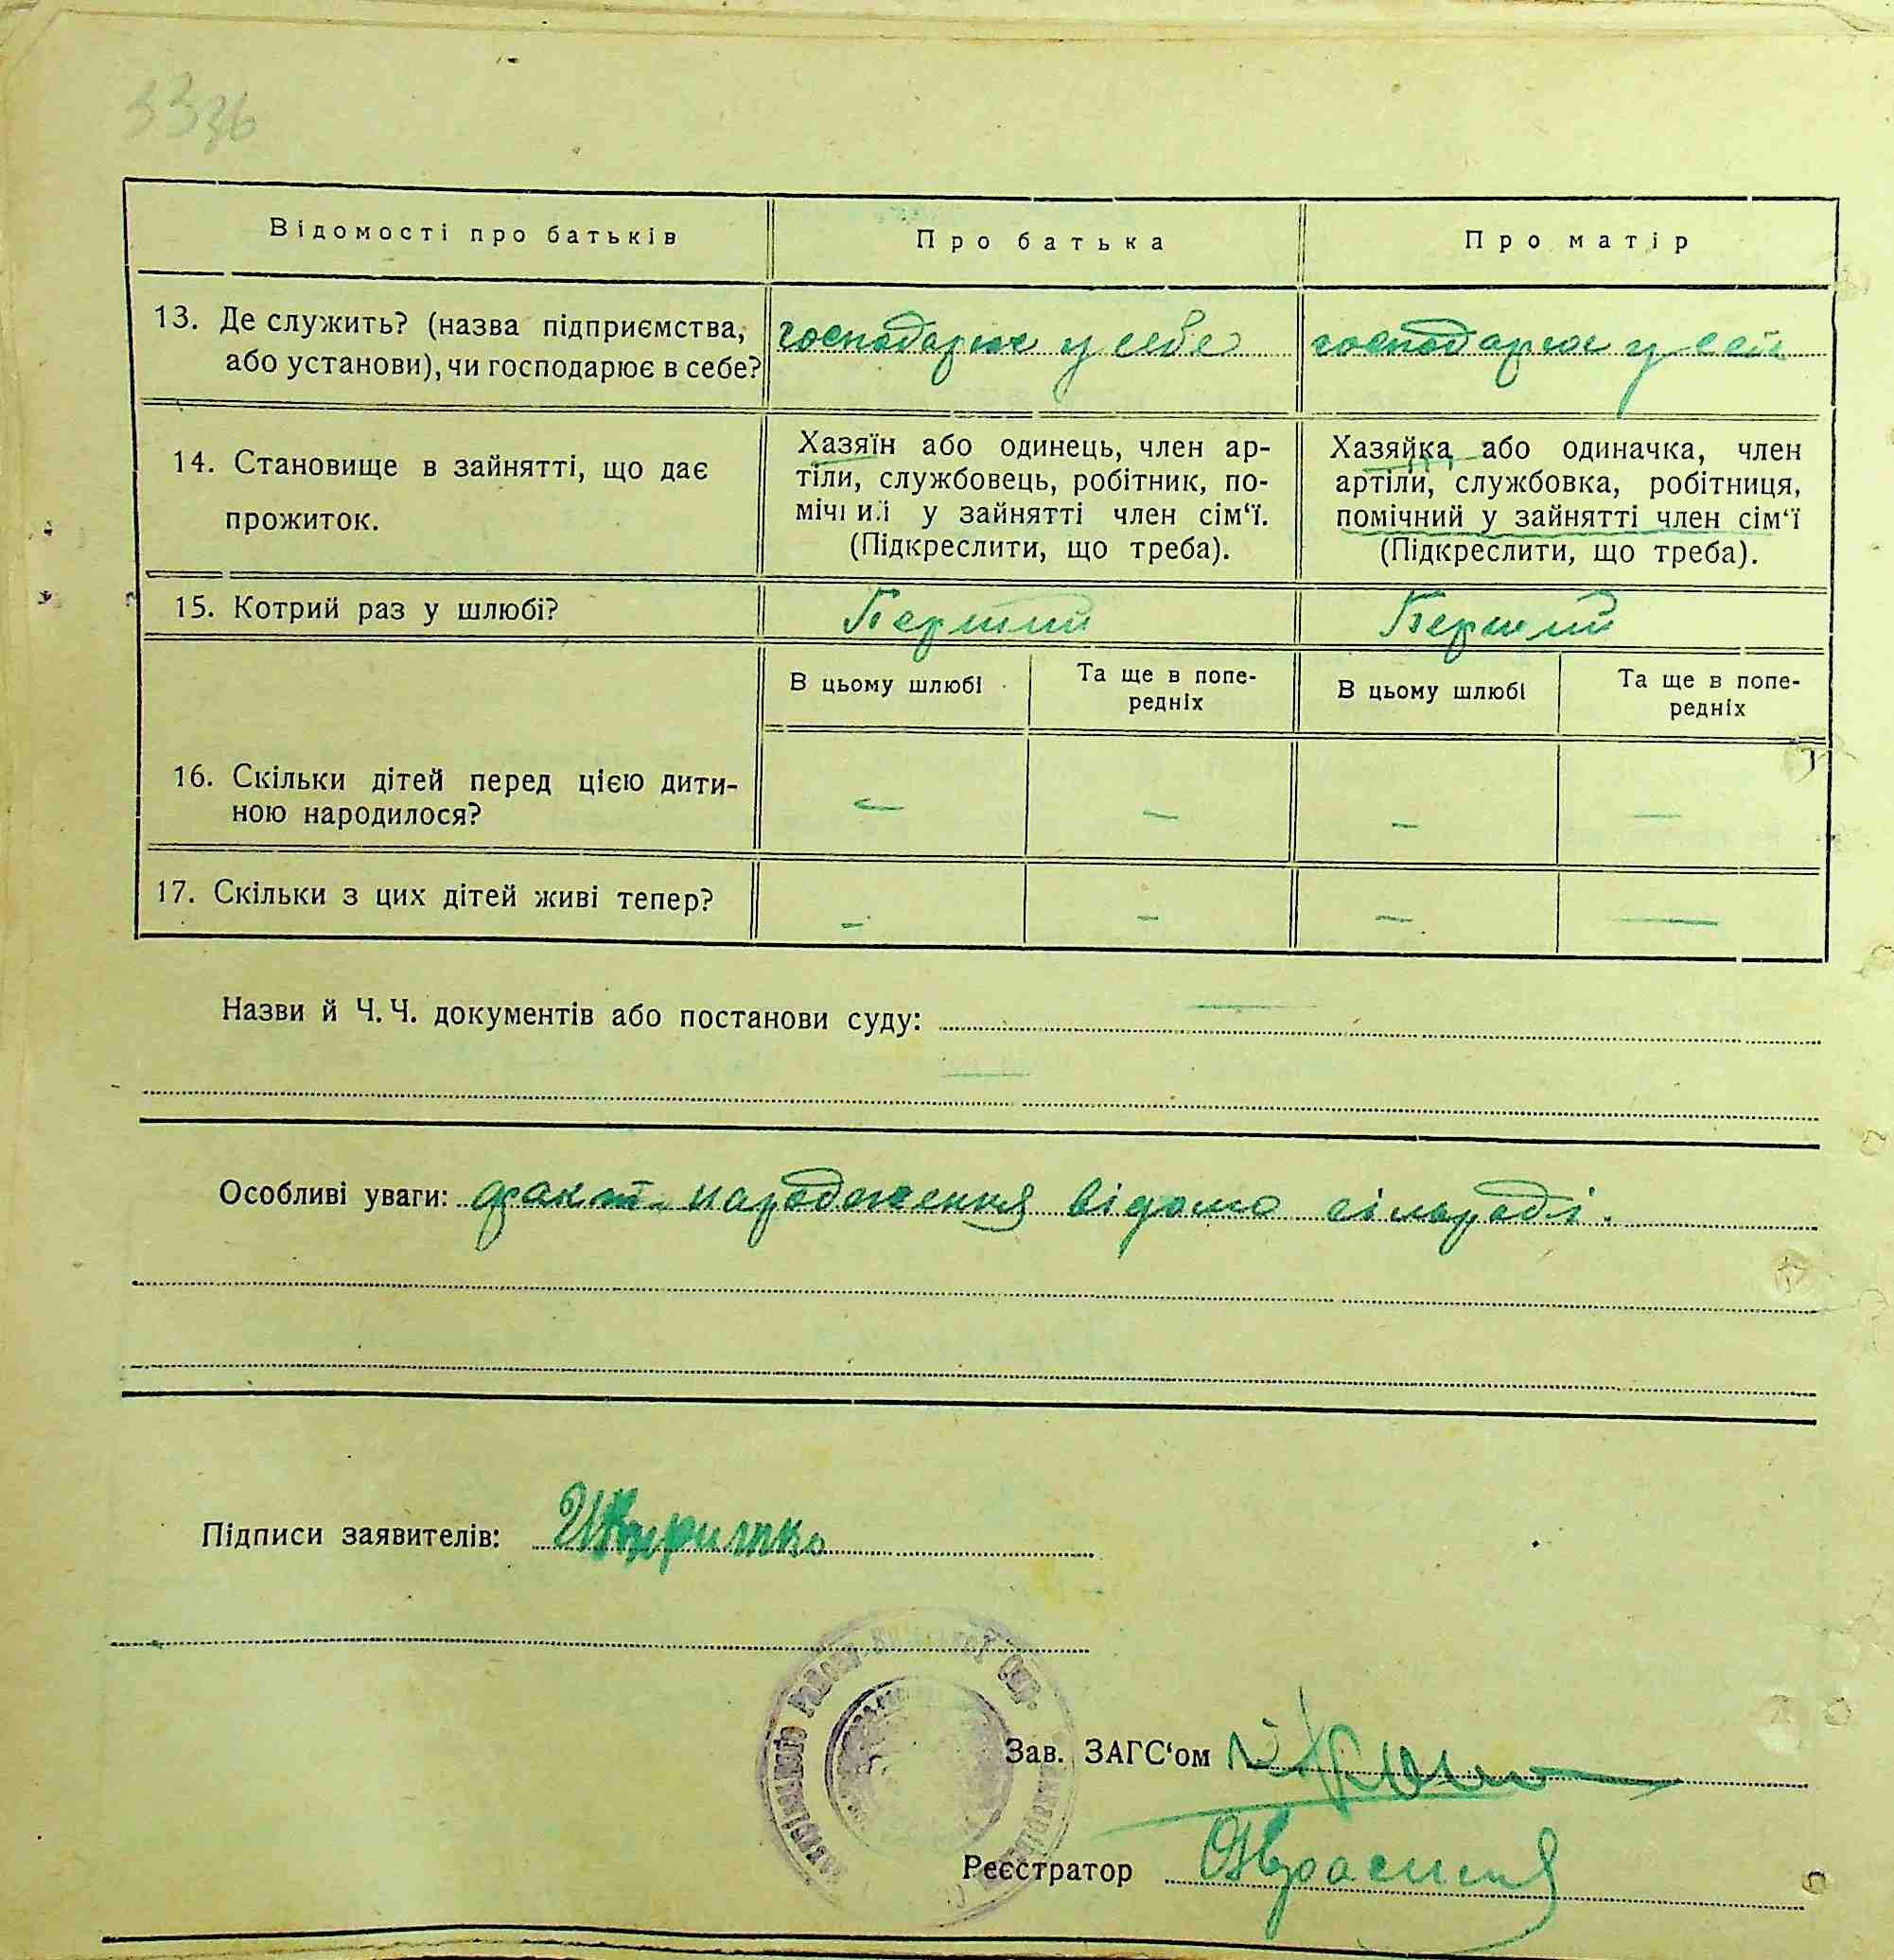 Відомості про батьків
Про батька
Про матір
13. Де служить? (назва підприємства,
або установи), чи господарює в себе?
господарює у себе
господарює у себе
14. Становище в зайнятті, що дає
прожиток.
Хазяїн або одинець, член ар-
тіли, службовець, робітник, по-
мічний у зайнятті член сім‘ї.
(Підкреслити, що треба).
Хазяйка або одиначка, член
артіли, службовка, робітниця,
помічний у зайнятті член сім‘ї
(Підкреслити, що треба).
15. Котрий раз у шлюбі?
Перший
Перший
В цьому шлюбі
Та ще в попе-
редніх
В цьому шлюбі
Та ще в попе-
редніх
16. Скільки дітей перед цією дити-
ною народилося?
—
—
—
—
17. Скільки з цих дітей живі тепер?
—
—
—
—
Назви й Ч. Ч. документів або постанови суду: —
—
Особливі уваги: факт народження відомо сільраді.
Підписи заявителів:
Зав. ЗАГС‘ом
Реєстратор